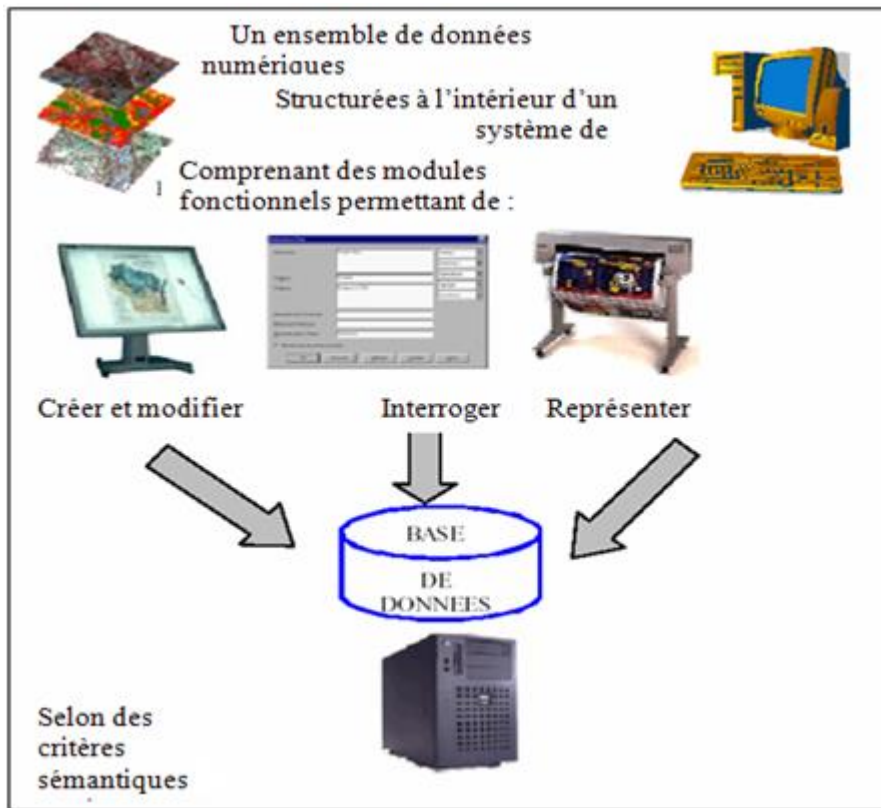 Un ensemble de données
numériques
Structurées à l'intérieur d'un
système de
Comprenant des modules
fonctionnels permettant de :
Créer et modifier
Interroger
Représenter
BASE
DE
DONNEES
Selon des
critères
sémantiques